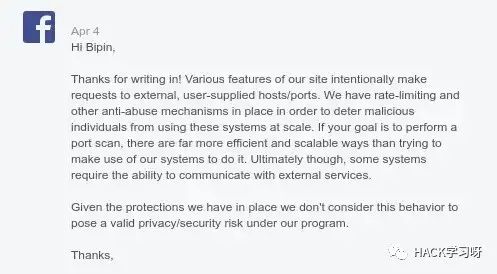 Apr 4
Hi Bipin,
Thanks for writing in! Various features of our site intentionally make
requests to external, user-supplied hosts/ports. We have rate-limiting and
other anti-abuse mechanisms in place in order to deter malicious
individuals from using these systems at scale. If your goal is to perform a
port scan, there are far more efficient and scalable ways than trying to
make use of our systems to do it. Ultimately though, some systems
require the ability to communicate with external services.
Given the protections we have in place we don't consider this behavior to
pose a valid privacy/security risk under our program.
Thanks,
HACK学习呀